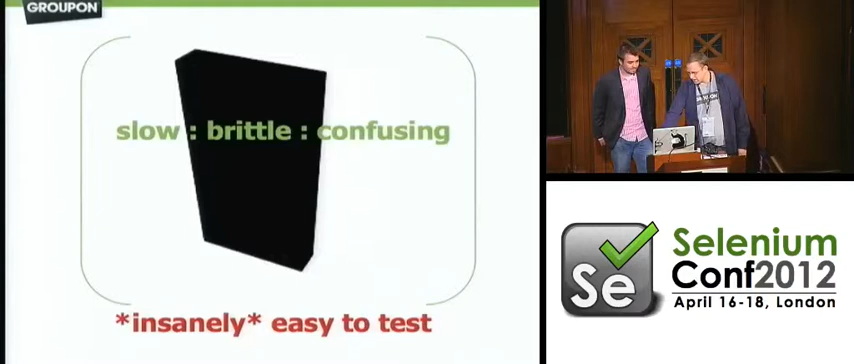 GROUPON
slow : brittle : confusing
*insanely* easy to test
Se
Selenium
Conf2012
April 16-18, London